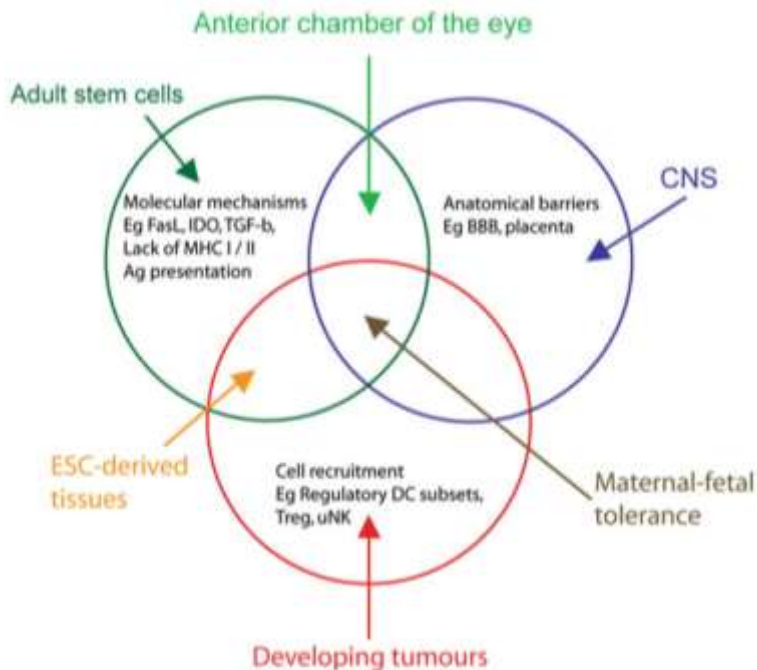 Anterior chamber of the eye
Adult stem cells
Molecular mechanisms
Eg FasL, IDO, TGF-b,
Lack of MHC I / II
Ag presentation
Anatomical barriers
Eg BBB, placenta
CNS
ESC-derived
tissues
Cell recruitment
Eg Regulatory DC subsets,
Treg, uNK
Maternal-fetal
tolerance
Developing tumours